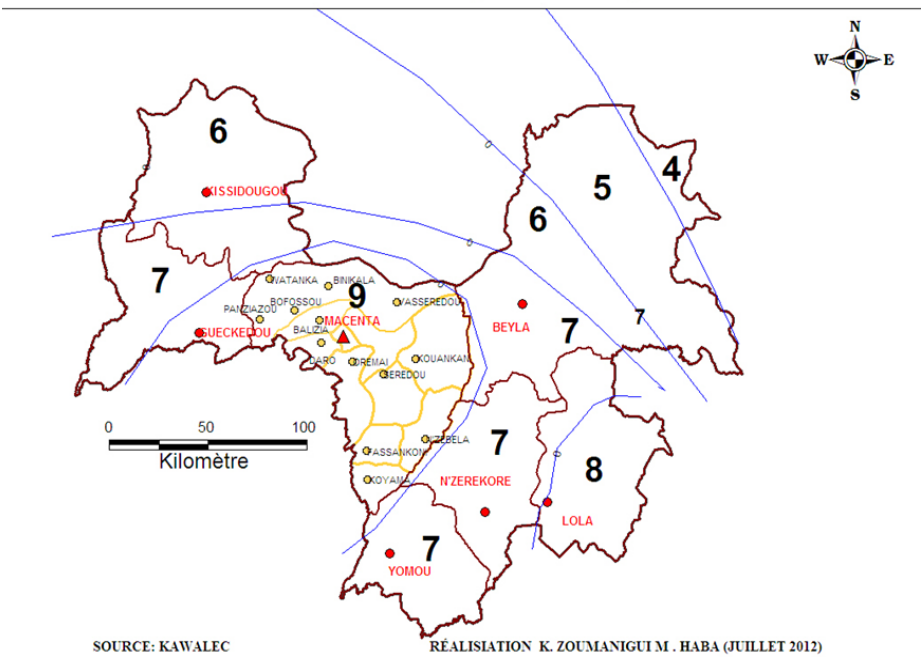 N
W E
S
6
4
5
KISSIDOUGOU
6
7
WATANKA
BINIKALA
9
VASSEREDOU
BOFOSSOU
PANZIAZOU
MACENTA
BEYLA
7
7
GUECKEDOU
BALIZIA
DARO
OREMAI
KOUANKAN
SEREDOU
0 50 100
Kilomètre
7
N'ZEREKORE
8
FASSANKON
KOYAMA
LOLA
7
YOMOU
SOURCE: KAWALEC
RÉALISATION K. ZOUMANIGUI M . HABA (JUILLET 2012)